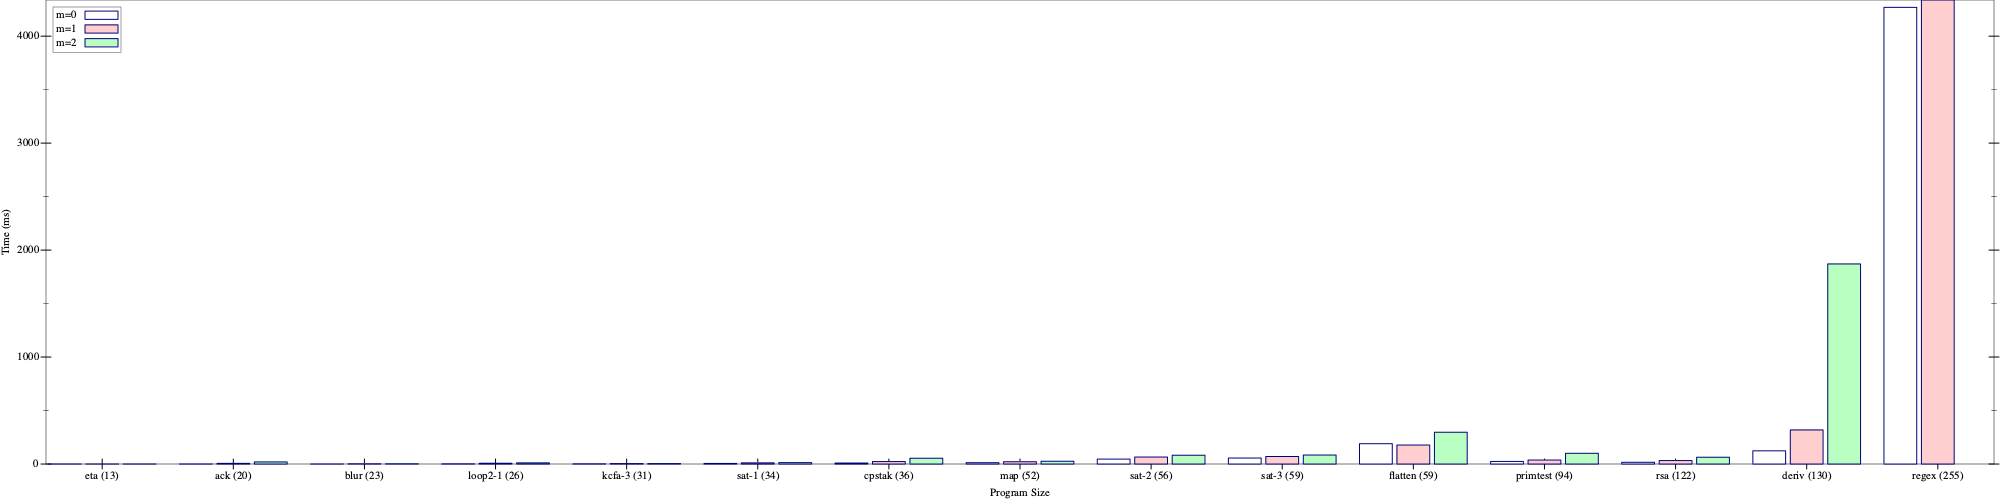 m=0
m=1
m=2
4000
3000
2000
1000
0
Time (ms)
eta (13) ack (20) blur (23) loop2-1 (26) kcfa-3 (31) sat-1 (34) cpstak (36) map (52) sat-2 (56) sat-3 (59) flatten (59) primtest (94) rsa (122) deriv (130) regex (255)
Program Size